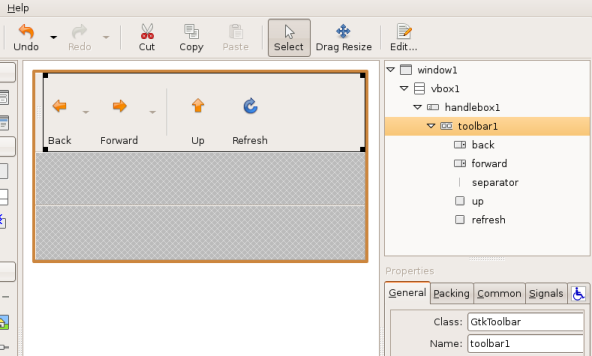 Help
Undo Redo Cut Copy Paste Select Drag Resize Edit...
window1
vbox1
handlebox1
toolbar1
back
forward
separator
up
refresh
Back Forward Up Refresh
Properties
General Packing Common Signals
Class: GtkToolbar
Name: toolbar1